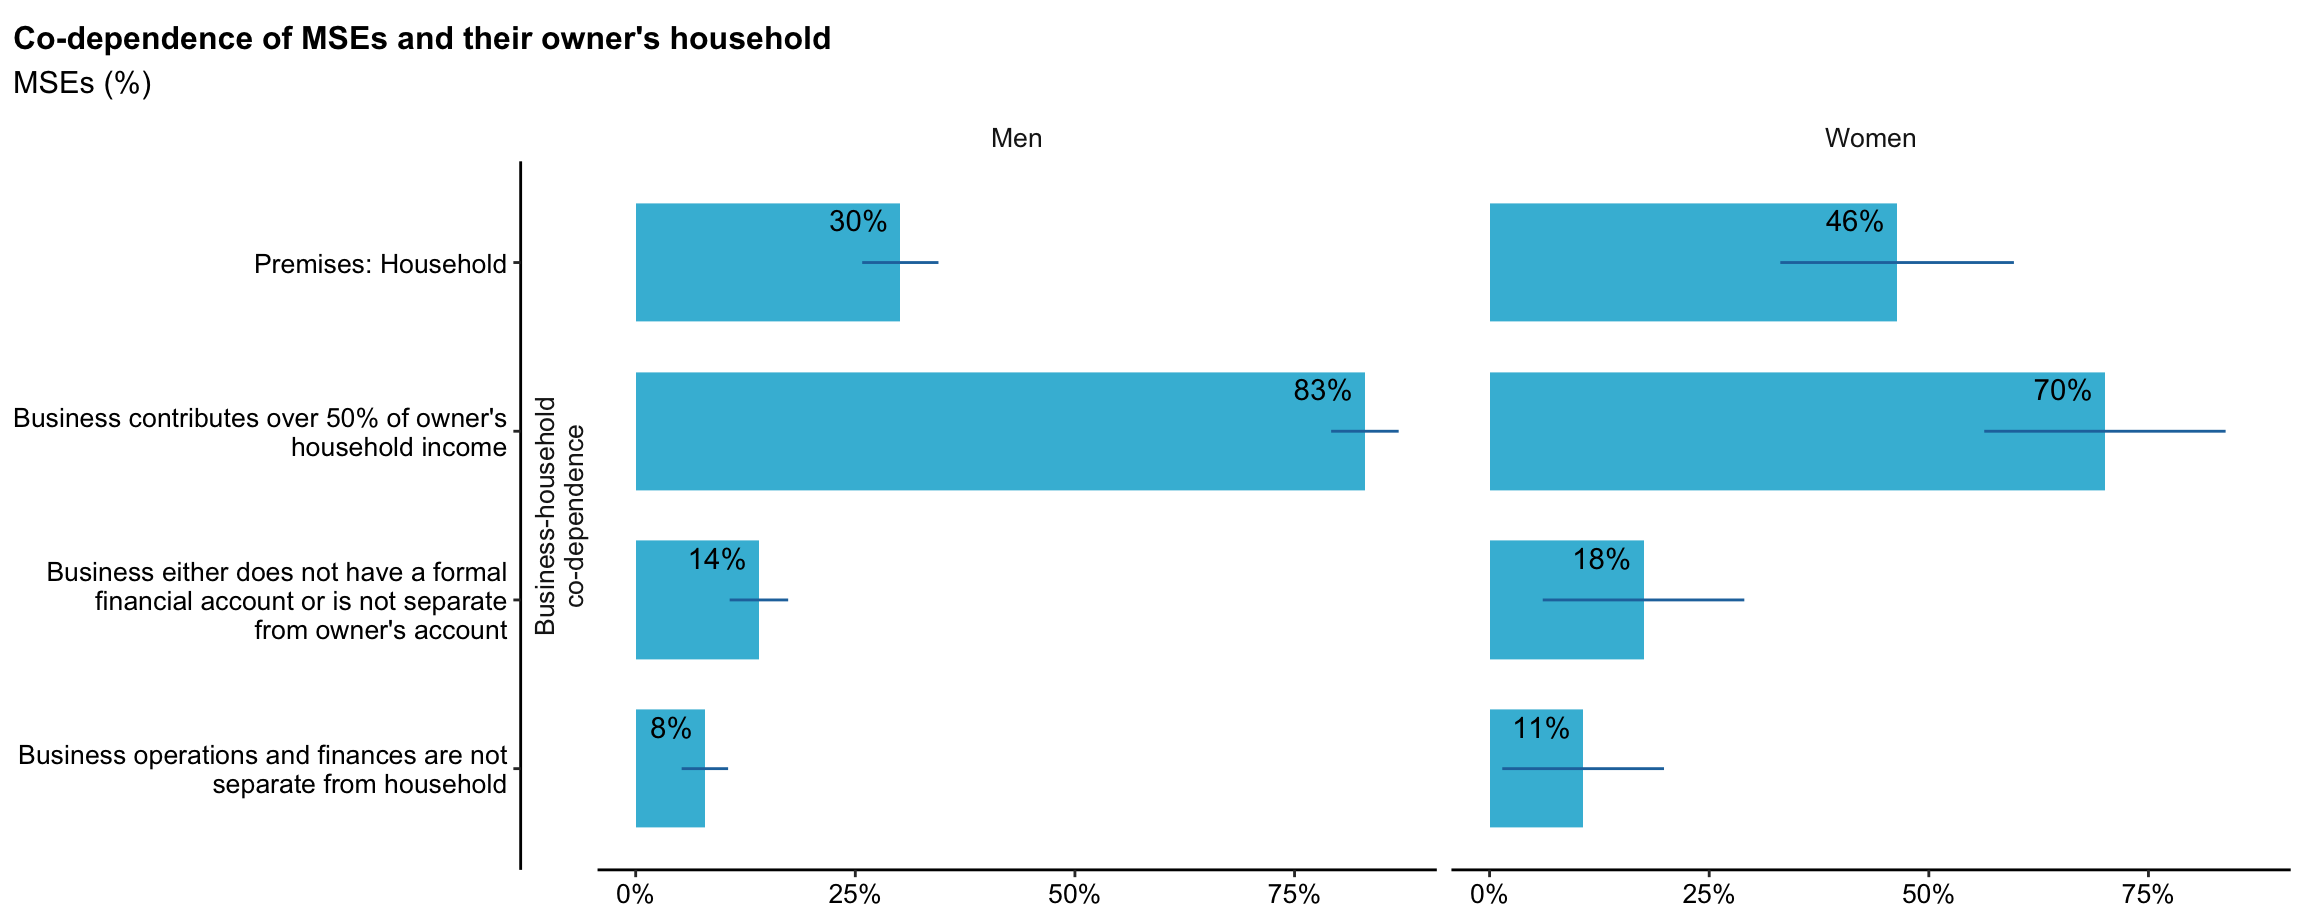 Co-dependence of MSEs and their owner's household
MSEs (%)
Men
Women
Premises: Household
30%
46%
Business contributes over 50% of owner's
household income
83%
70%
Business-household
co-dependence
Business either does not have a formal
financial account or is not separate
from owner's account
14%
18%
Business operations and finances are not
separate from household
8%
11%
0% 25% 50% 75%
0% 25% 50% 75%